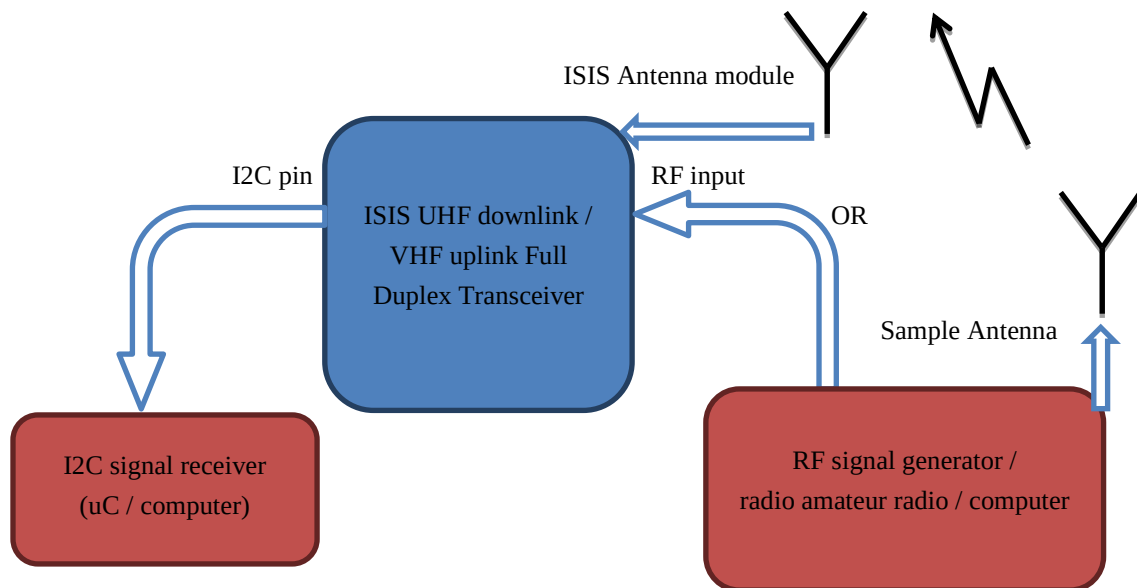 ISIS Antenna module
I2C pin
RF input
OR
ISIS UHF downlink /
VHF uplink Full
Duplex Transceiver
Sample Antenna
I2C signal receiver
(uC / computer)
RF signal generator /
radio amateur radio / computer